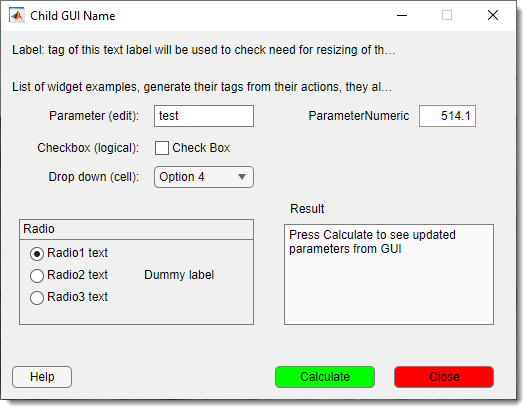 Child GUI Name
Label: tag of this text label will be used to check need for resizing of th...
List of widget examples, generate their tags from their actions, they al...
Parameter (edit): test ParameterNumeric 514.1
Checkbox (logical): Check Box
Drop down (cell): Option 4
Result
Radio
Press Calculate to see updated
parameters from GUI
Radio1 text
Radio2 text Dummy label
Radio3 text
Help Calculate Close